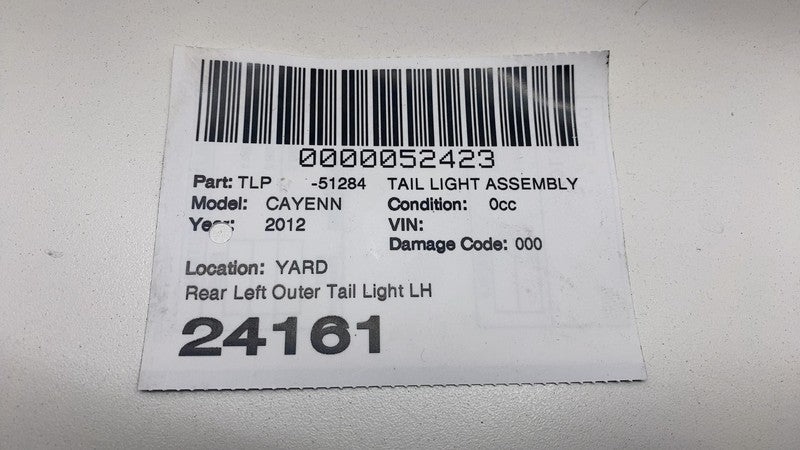 0000052423
Part: TLP -51284 TAIL LIGHT ASSEMBLY
Model: CAYENN Condition: 0cc
Year: 2012 VIN:
Damage Code: 000
Location: YARD
Rear Left Outer Tail Light LH
24161